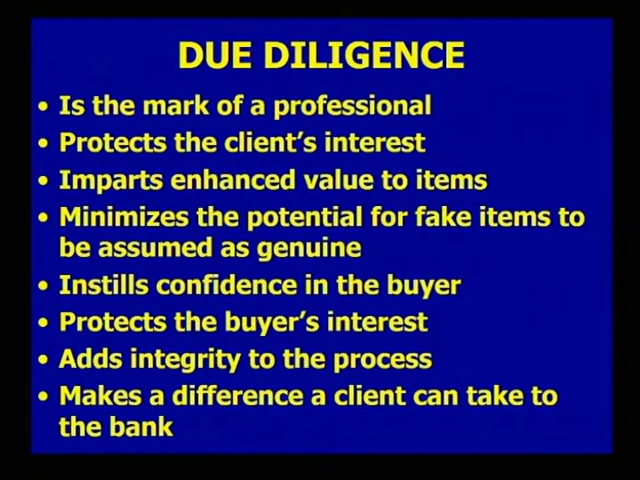 DUE DILIGENCE
• Is the mark of a professional
• Protects the client's interest
• Imparts enhanced value to items
• Minimizes the potential for fake items to
be assumed as genuine
• Instills confidence in the buyer
• Protects the buyer's interest
• Adds integrity to the process
• Makes a difference a client can take to
the bank